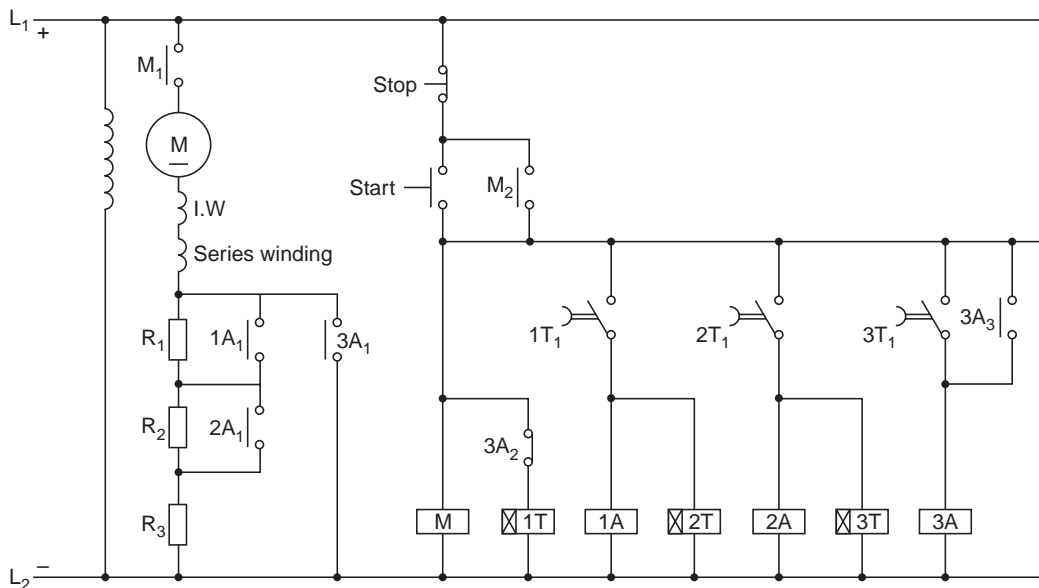 L₁ +
M₁
Stop
M
Start
M₂
I.W
Series winding
R₁
1A₁
3A₁
1T₁
2T₁
3T₁
3A₃
R₂
2A₁
3A₂
R₃
M
1T
1A
2T
2A
3T
3A
L₂ –